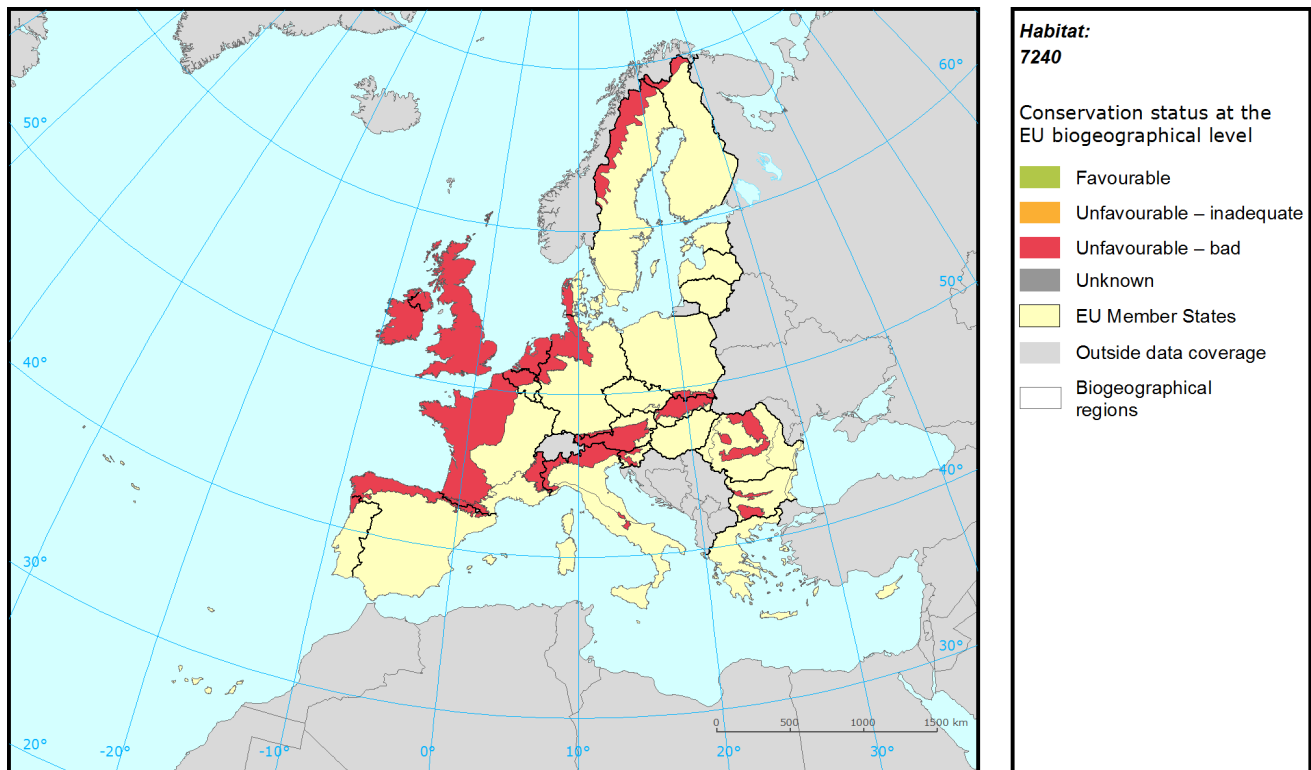 Habitat:
7240
Conservation status at the
EU biogeographical level
Favourable
Unfavourable – inadequate
Unfavourable – bad
Unknown
EU Member States
Outside data coverage
Biogeographical
regions
60°
50°
50°
40°
40°
30°
30°
0 500 1000 1500 km
20° -20° -10° 0° 10° 20° 30°